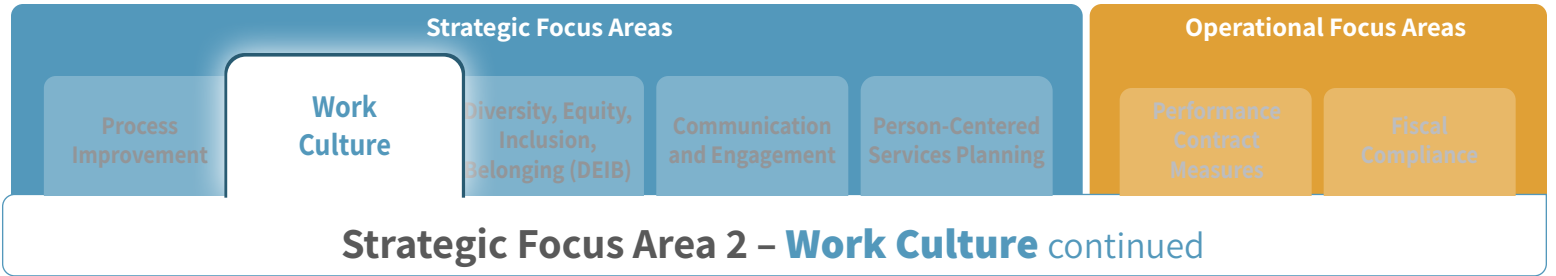 Strategic Focus Areas
Operational Focus Areas
Process
Improvement
Work
Culture
Diversity, Equity,
Inclusion,
Belonging (DEIB)
Communication
and Engagement
Person-Centered
Services Planning
Performance
Contract
Measures
Fiscal
Compliance
Strategic Focus Area 2 – Work Culture continued